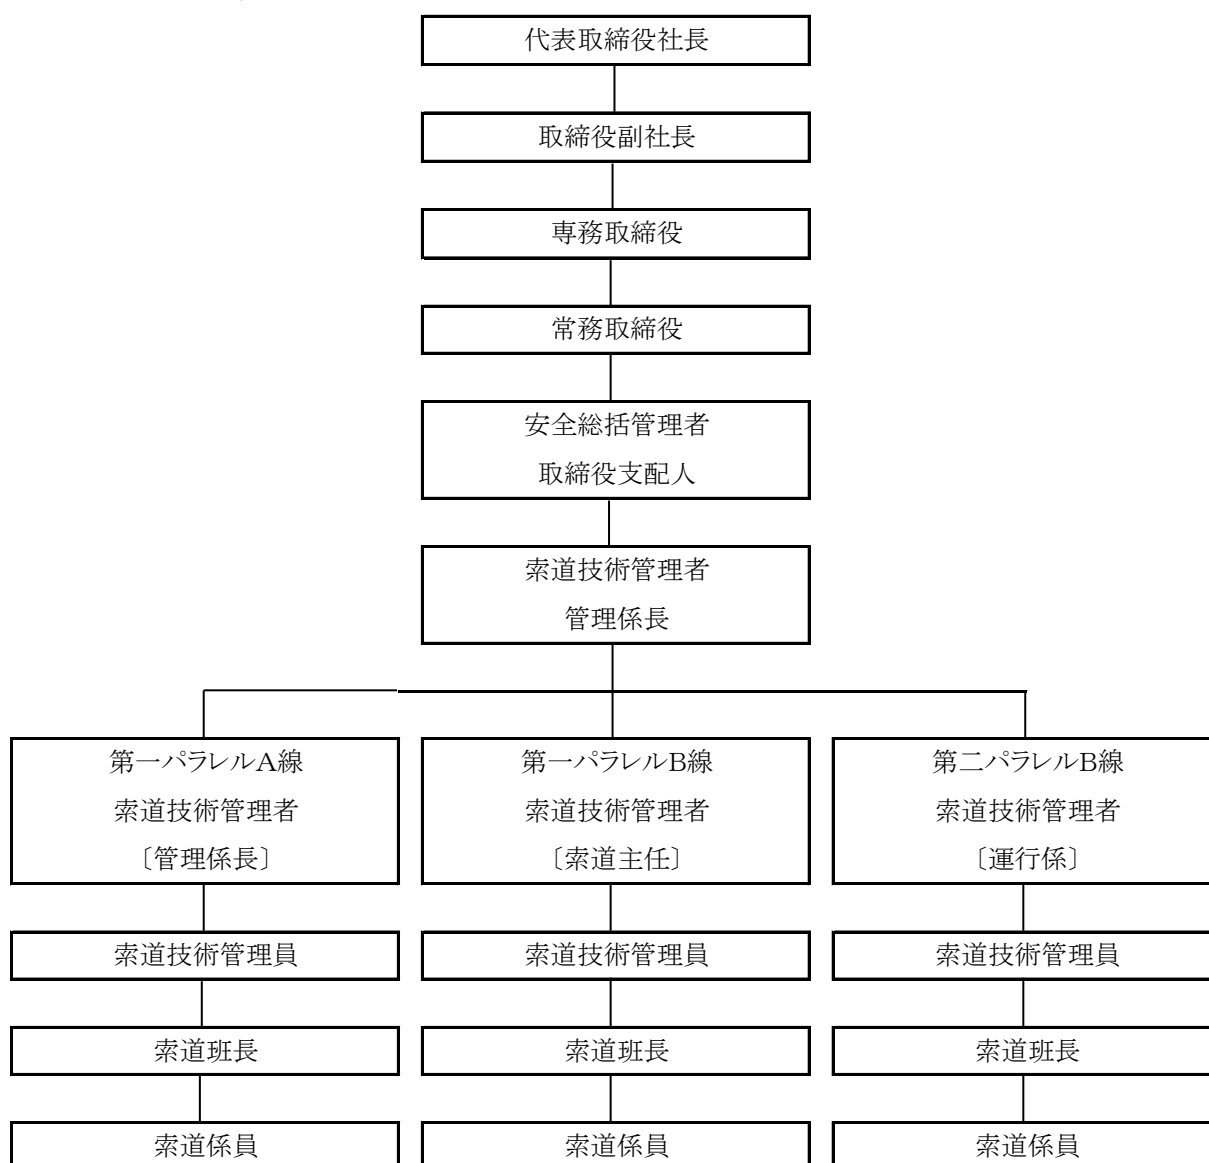 代表取締役社長
取締役副社長
専務取締役
常務取締役
安全総括管理者
取締役支配人
索道技術管理者
管理係長
第一パラレルA線
索道技術管理者
〔管理係長〕
第一パラレルB線
索道技術管理者
〔索道主任〕
第二パラレルB線
索道技術管理者
〔運行係〕
索道技術管理員
索道技術管理員
索道技術管理員
索道班長
索道班長
索道班長
索道係員
索道係員
索道係員